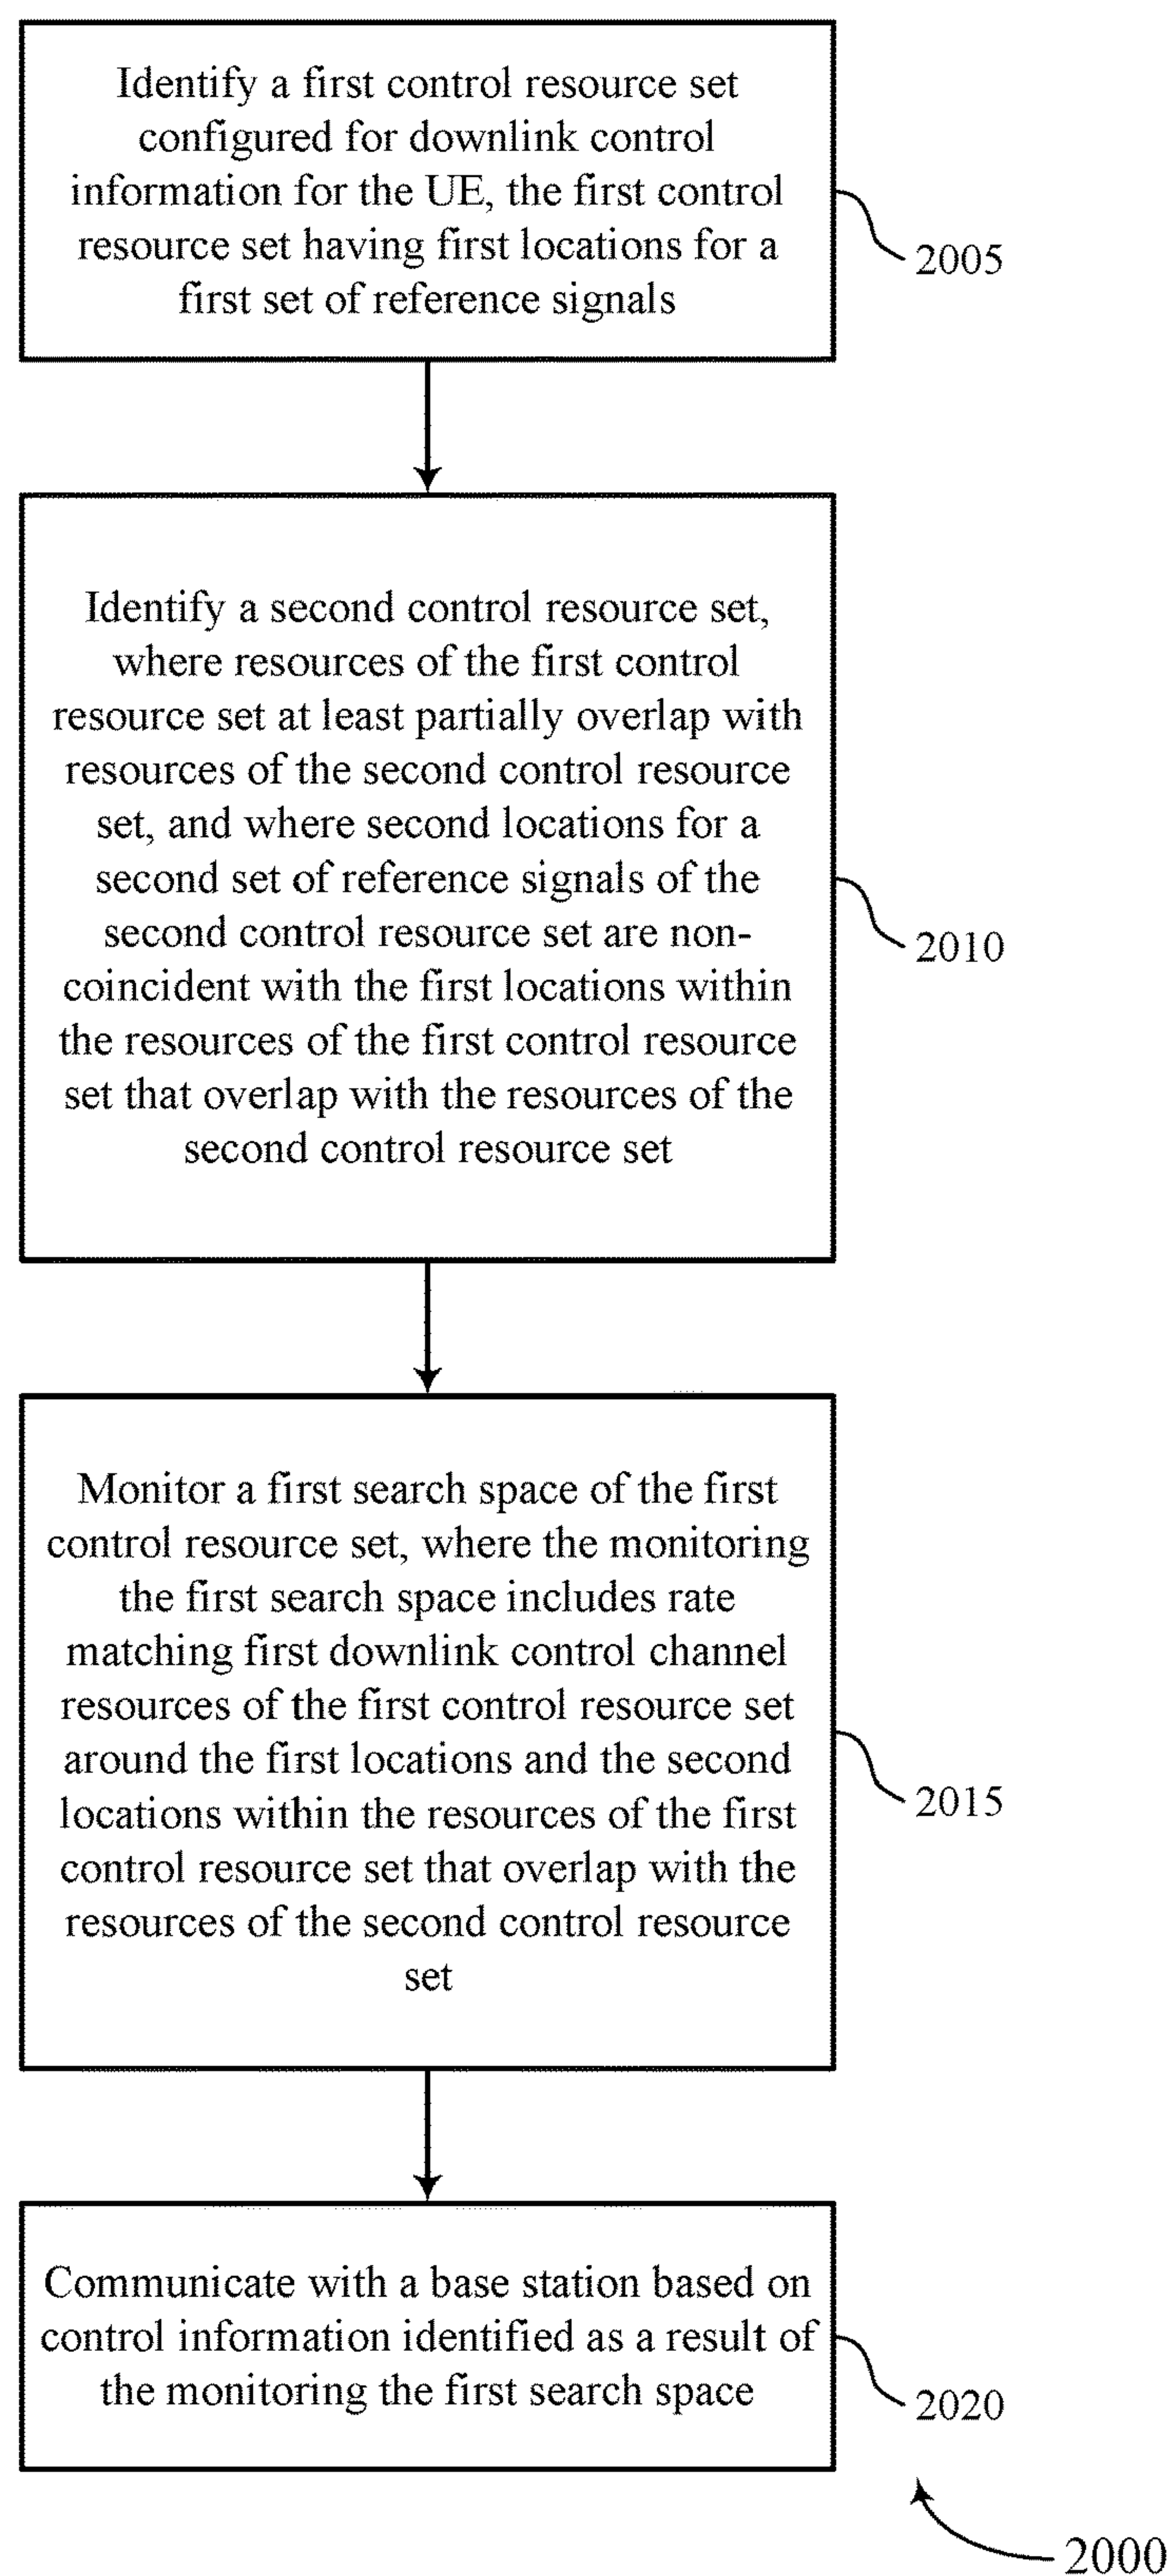 Identify a first control resource set
configured for downlink control
information for the UE, the first control
resource set having first locations for a
first set of reference signals
2005
Identify a second control resource set,
where resources of the first control
resource set at least partially overlap with
resources of the second control resource
set, and where second locations for a
second set of reference signals of the
second control resource set are non-
coincident with the first locations within
the resources of the first control resource
set that overlap with the resources of the
second control resource set
2010
Monitor a first search space of the first
control resource set, where the monitoring
the first search space includes rate
matching first downlink control channel
resources of the first control resource set
around the first locations and the second
locations within the resources of the first
control resource set that overlap with the
resources of the second control resource
set
2015
Communicate with a base station based on
control information identified as a result of
the monitoring the first search space
2020
2000